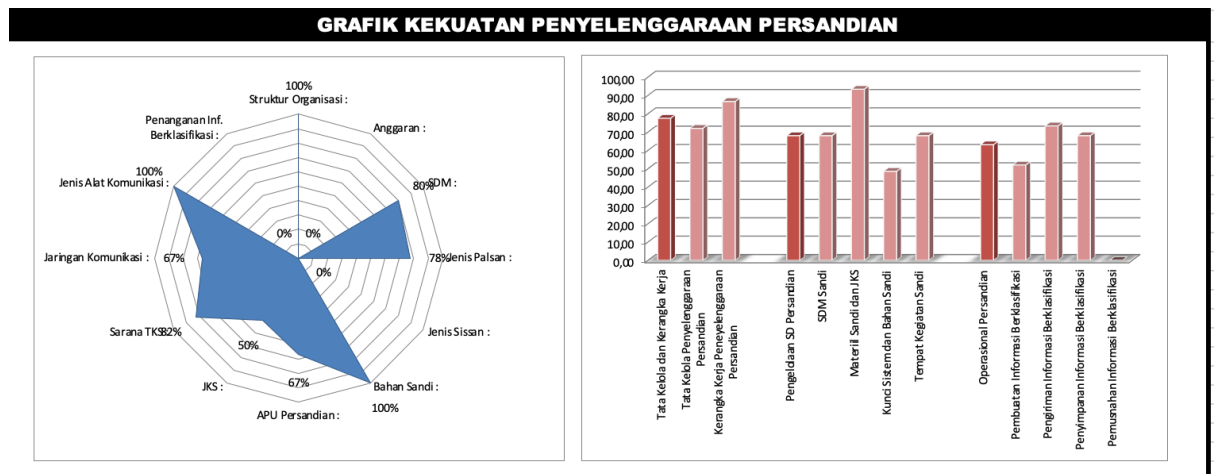 GRAFIK KEKUATAN PENYELENGGARAAN PERSANDIAN
100%
Struktur Organisasi :
Anggaran :
80%
SDM :
78%
Jenis Palsan :
0%
Jenis Sissan :
Bahan Sandi :
100%
67%
APU Persandian :
50%
JKS :
Sarana TKS:
82%
Jaringan Komunikasi :
67%
100%
Jenis Alat Komunikasi :
Penanganan Inf.
Berklasifikasi :
0%
0%
100,00
90,00
80,00
70,00
60,00
50,00
40,00
30,00
20,00
10,00
0,00
Tata Kelola dan Kerangka Kerja
Tata Kelola Penyelenggaraan
Persandian
Kerangka Kerja Peneyelenggaraan
Persandian
Pengelolaan SD Persandian
SDM Sandi
Materiil Sandi dan JKS
Kunci Sistem dan Bahan Sandi
Tempat Kegiatan Sandi
Operasional Persandian
Pembuatan Informasi Berklasifikasi
Pengiriman Informasi Berklasifikasi
Penyimpanan Informasi Berklasifikasi
Pemusnahan Informasi Berklasifikasi